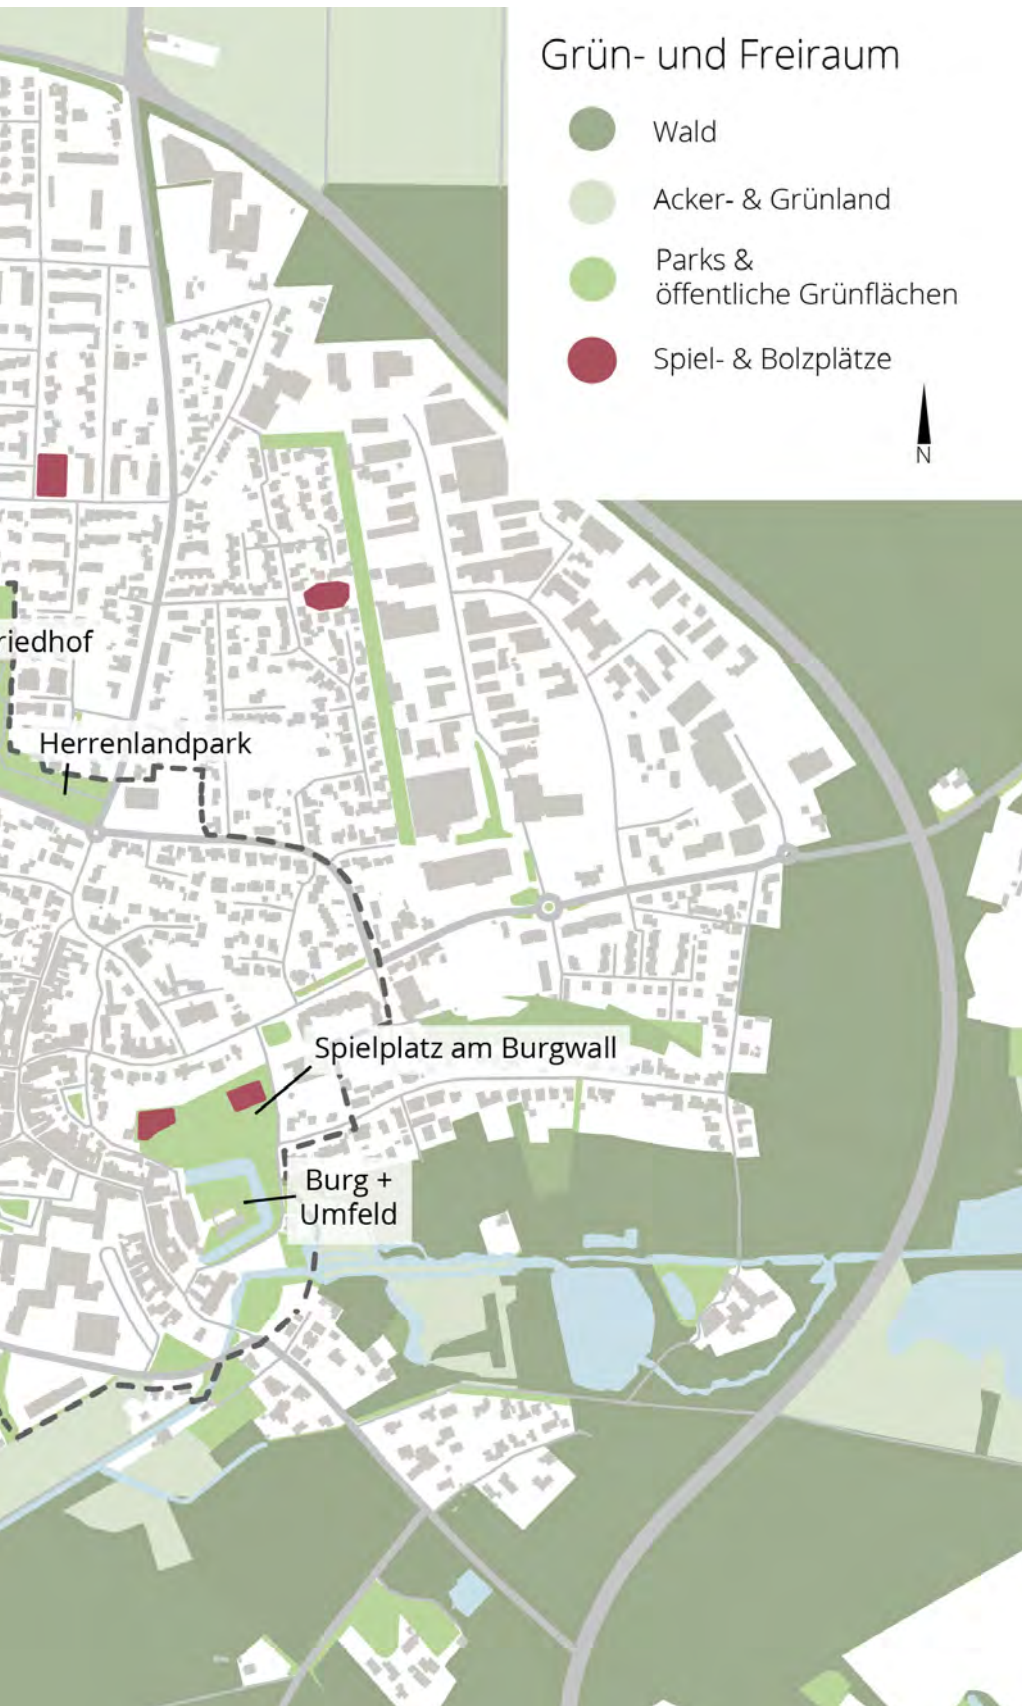 Grün- und Freiraum
Wald
Acker- & Grünland
Parks &
öffentliche Grünflächen
Spiel- & Bolzplätze
N
riedhof
Herrenlandpark
Spielplatz am Burgwall
Burg +
Umfeld